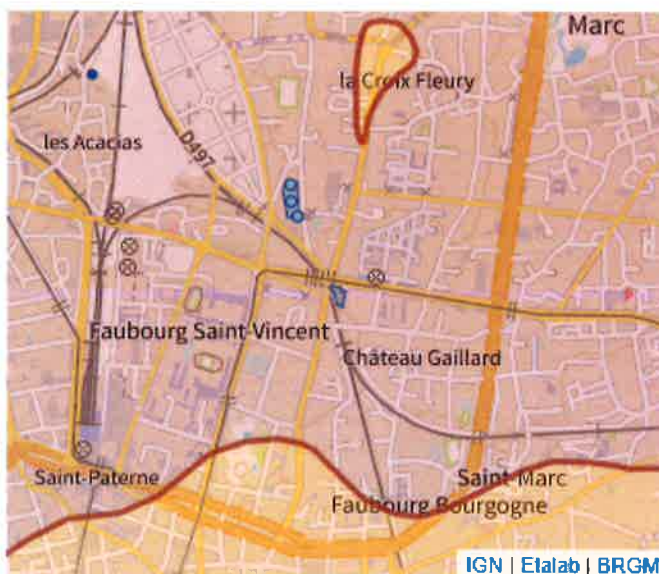 Marc
la Croix Fleury
les Acacias
D497
Faubourg Saint-Vincent
Château Gaillard
Saint-Paterne
Saint-Marc
Faubourg Bourgogne
IGN | Etalab | BRGM